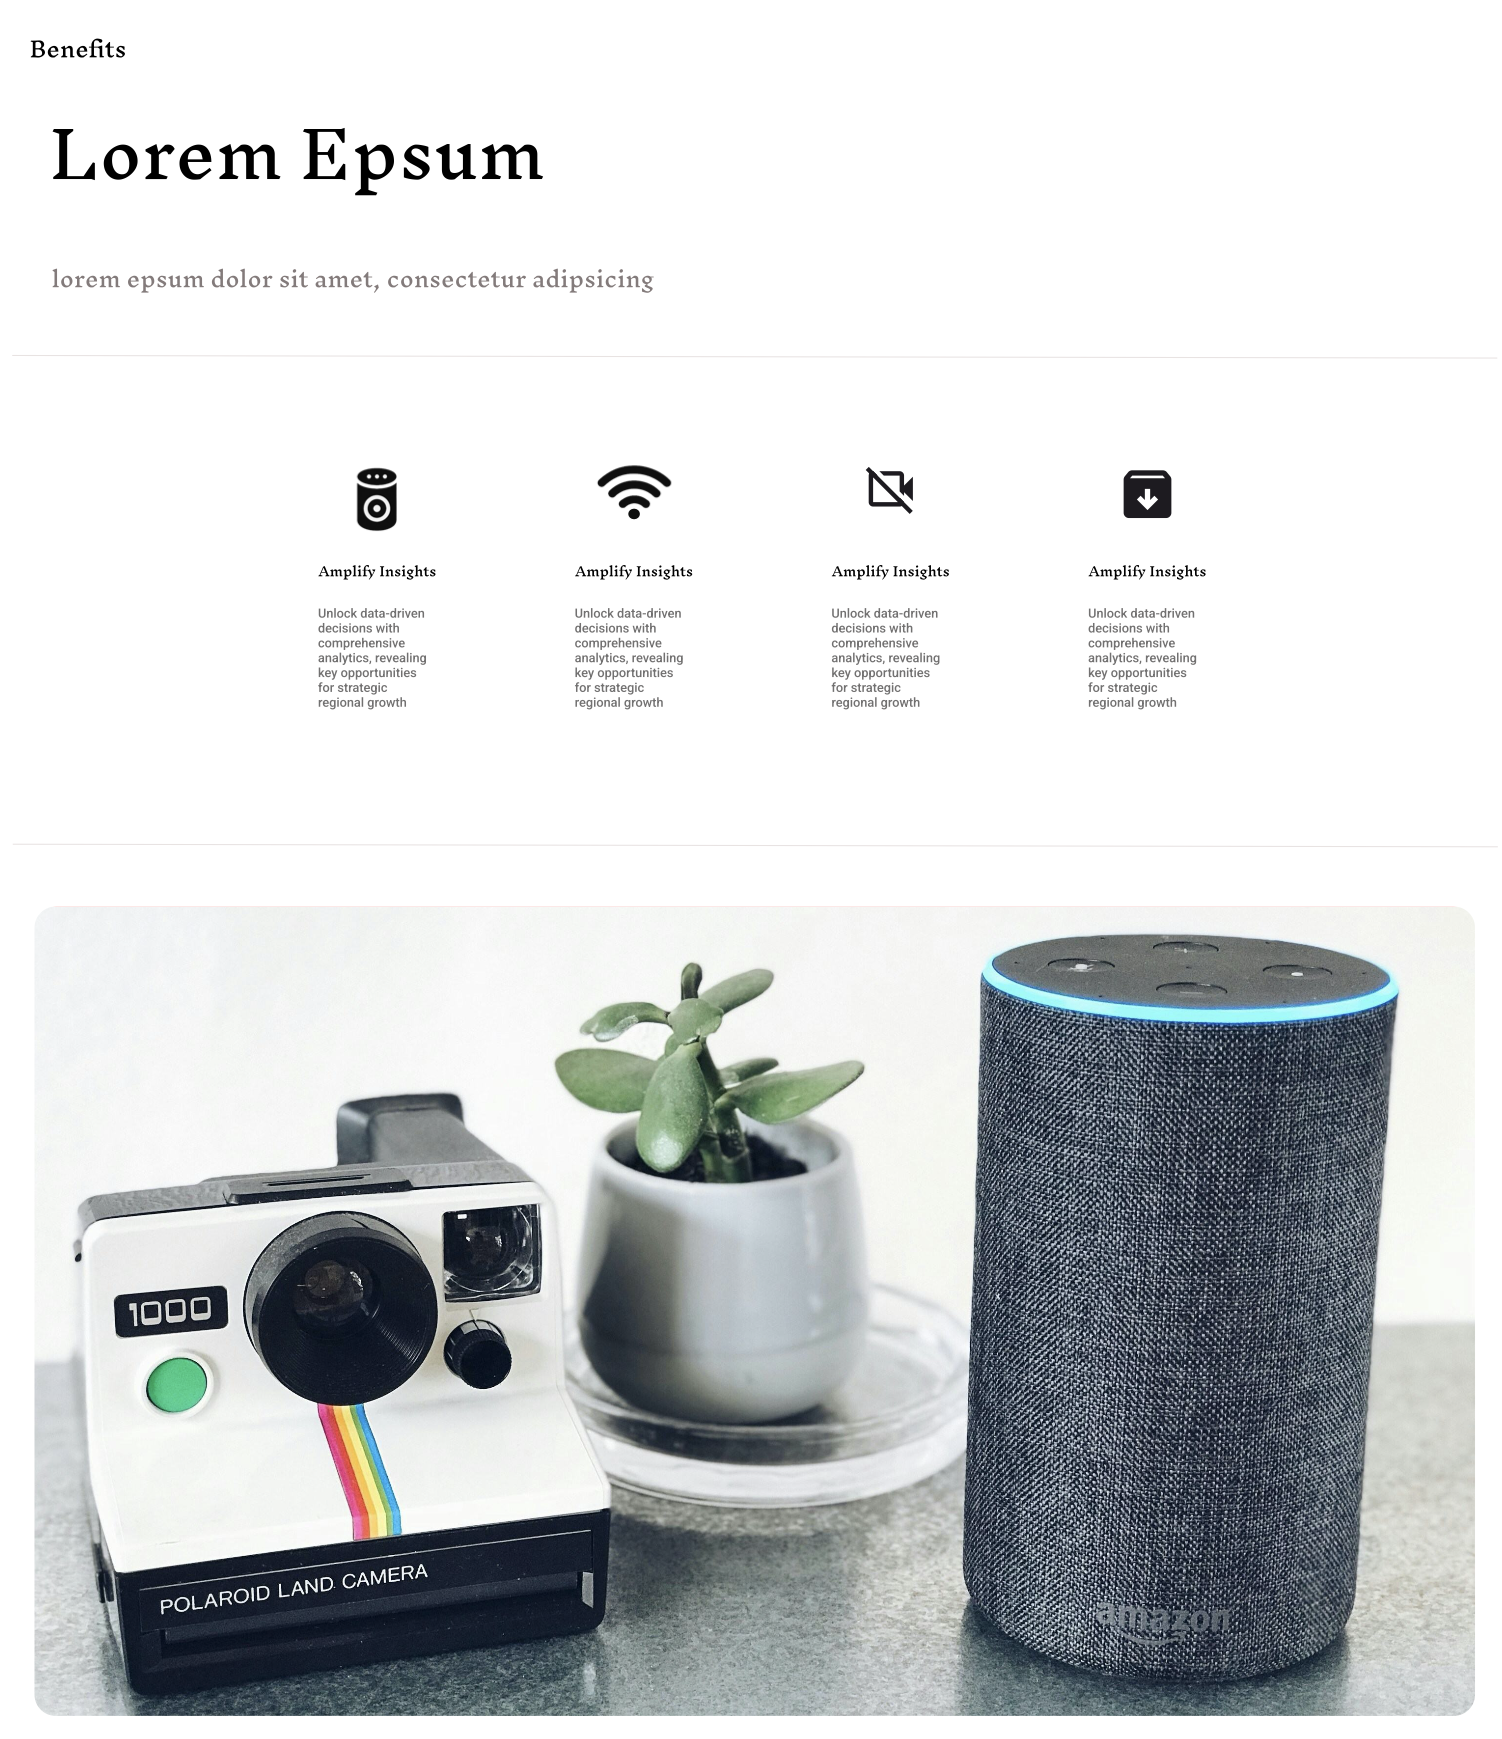 Benefits
Lorem Epsum
lorem epsum dolor sit amet, consectetur adipsicing
Amplify Insights
Unlock data-driven
decisions with
comprehensive
analytics, revealing
key opportunities
for strategic
regional growth
Amplify Insights
Unlock data-driven
decisions with
comprehensive
analytics, revealing
key opportunities
for strategic
regional growth
Amplify Insights
Unlock data-driven
decisions with
comprehensive
analytics, revealing
key opportunities
for strategic
regional growth
Amplify Insights
Unlock data-driven
decisions with
comprehensive
analytics, revealing
key opportunities
for strategic
regional growth
1000
POLAROID LAND CAMERA
amazon